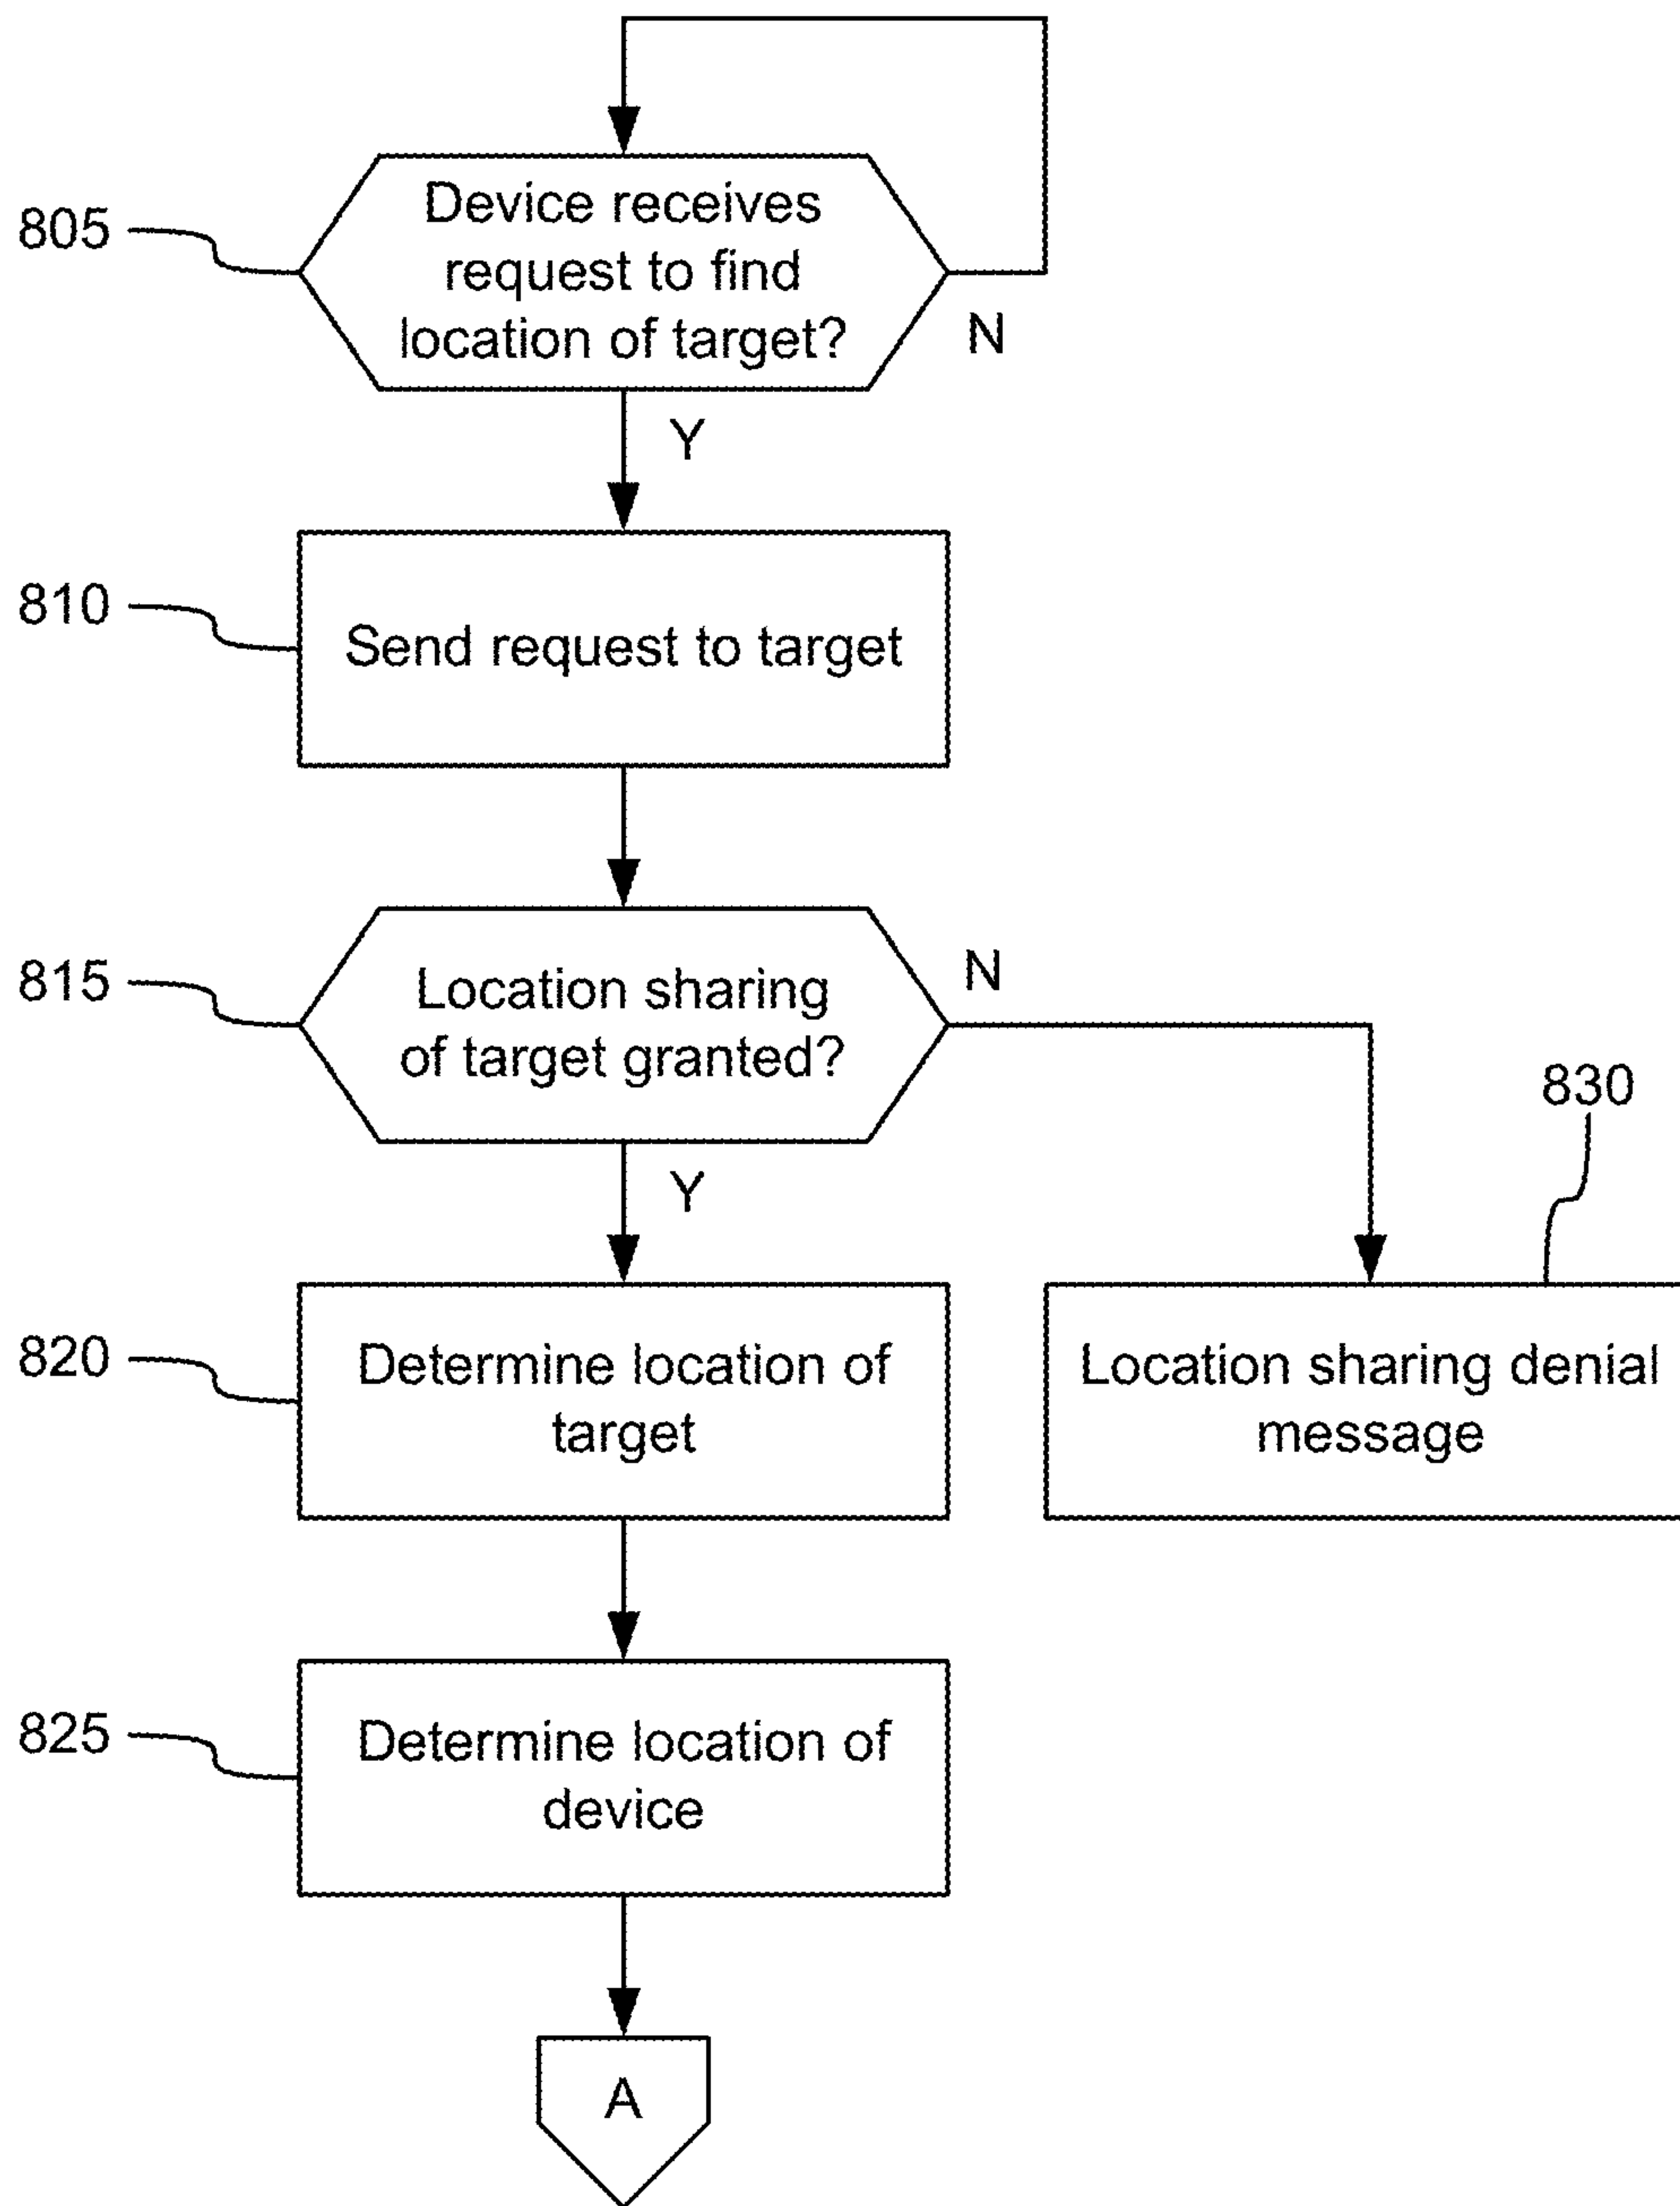 805
Device receives
request to find
location of target?
N
Y
810
Send request to target
815
Location sharing
of target granted?
N
Y
830
820
Determine location of
target
Location sharing denial
message
825
Determine location of
device
A